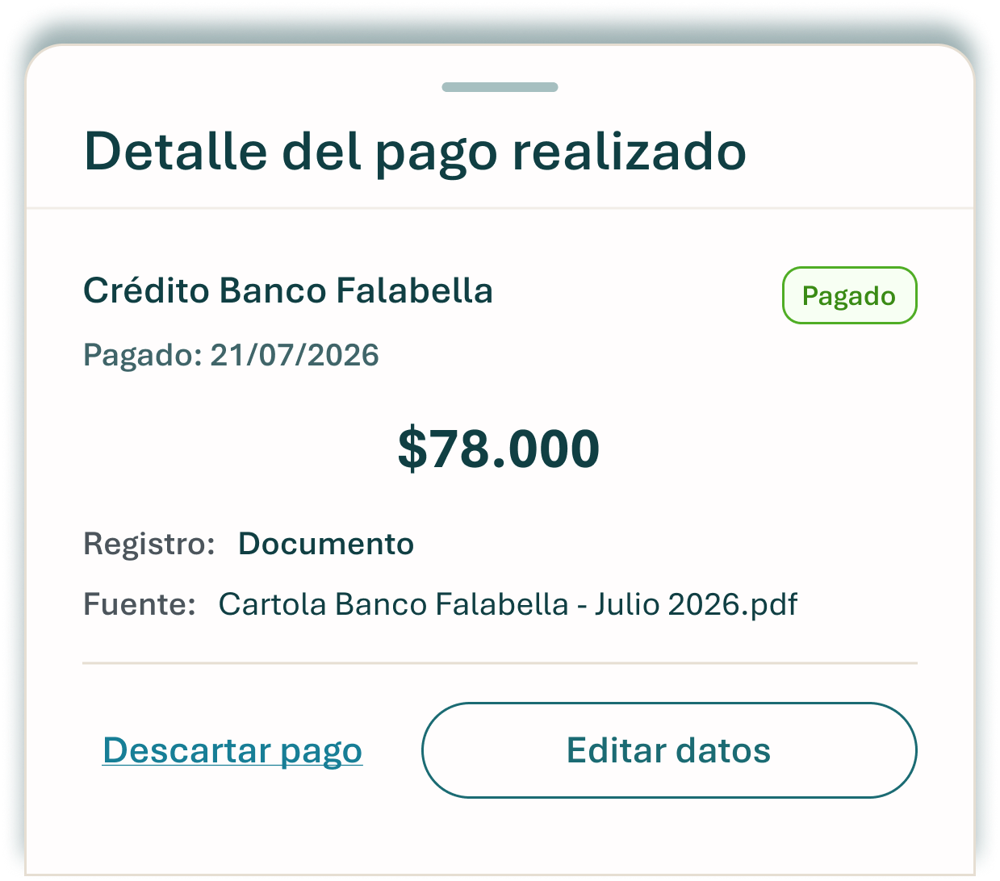 Detalle del pago realizado
Crédito Banco Falabella
Pagado
Pagado: 21/07/2026
$78.000
Registro: Documento
Fuente: Cartola Banco Falabella - Julio 2026.pdf
Descartar pago
Editar datos